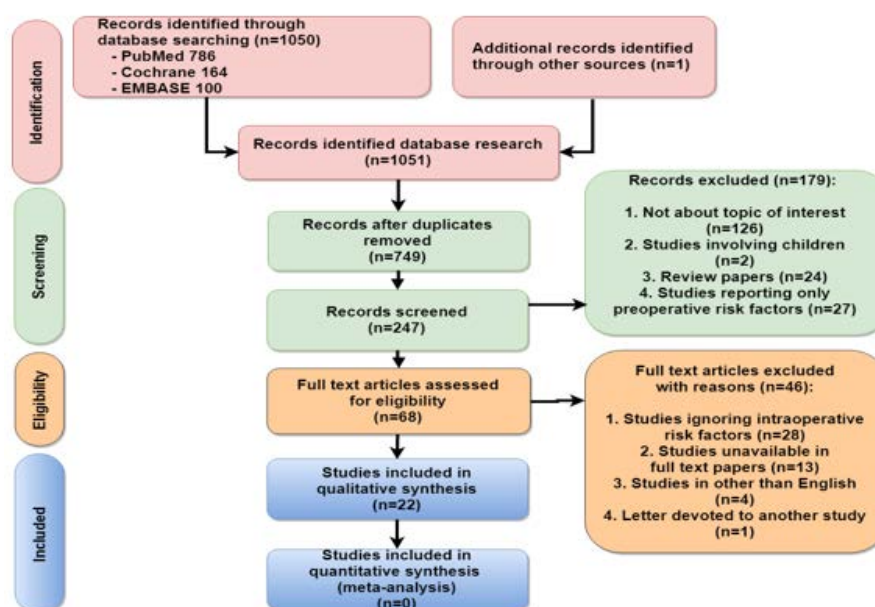 Identification
Records identified through
database searching (n=1050)
- PubMed 786
- Cochrane 164
- EMBASE 100
Additional records identified
through other sources (n=1)
Records identified database research
(n=1051)
Screening
Records after duplicates
removed
(n=749)
Records screened
(n=247)
Records excluded (n=179):
1. Not about topic of interest
(n=126)
2. Studies involving children
(n=2)
3. Review papers (n=24)
4. Studies reporting only
preoperative risk factors (n=27)
Eligibility
Full text articles assessed
for eligibility
(n=68)
Full text articles excluded
with reasons (n=46):
1. Studies ignoring intraoperative
risk factors (n=28)
2. Studies unavailable in
full text papers (n=13)
3. Studies in other than English
(n=4)
4. Letter devoted to another study
(n=1)
Included
Studies included in
qualitative synthesis
(n=22)
Studies included in
quantitative synthesis
(meta-analysis)
(n=0)